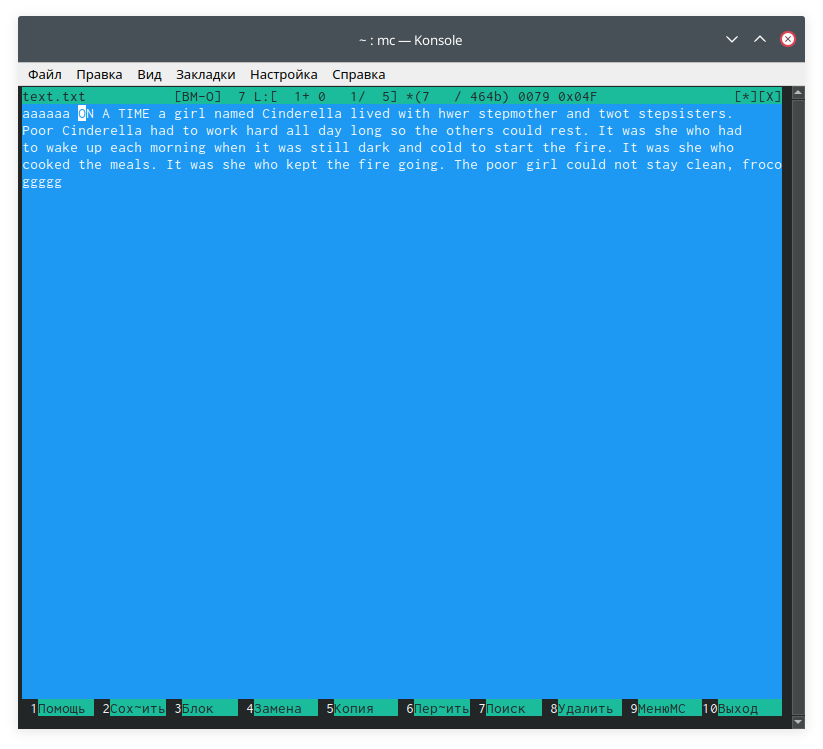 ~ : mc — Konsole
Файл Правка Вид Закладки Настройка Справка
text.txt [BM-O] 7 L:[ 1+ 0 1/ 5] *(7 / 464b) 0079 0x04F [*][X]
aaaaaa ON A TIME a girl named Cinderella lived with hwer stepmother and twot stepsisters.
Poor Cinderella had to work hard all day long so the others could rest. It was she who had
to wake up each morning when it was still dark and cold to start the fire. It was she who
cooked the meals. It was she who kept the fire going. The poor girl could not stay clean, froco
ggggg
1Помощь 2Сох~ить 3Блок 4Замена 5Копия 6Пер~ить 7Поиск 8Удалить 9МенюMC 10Выход